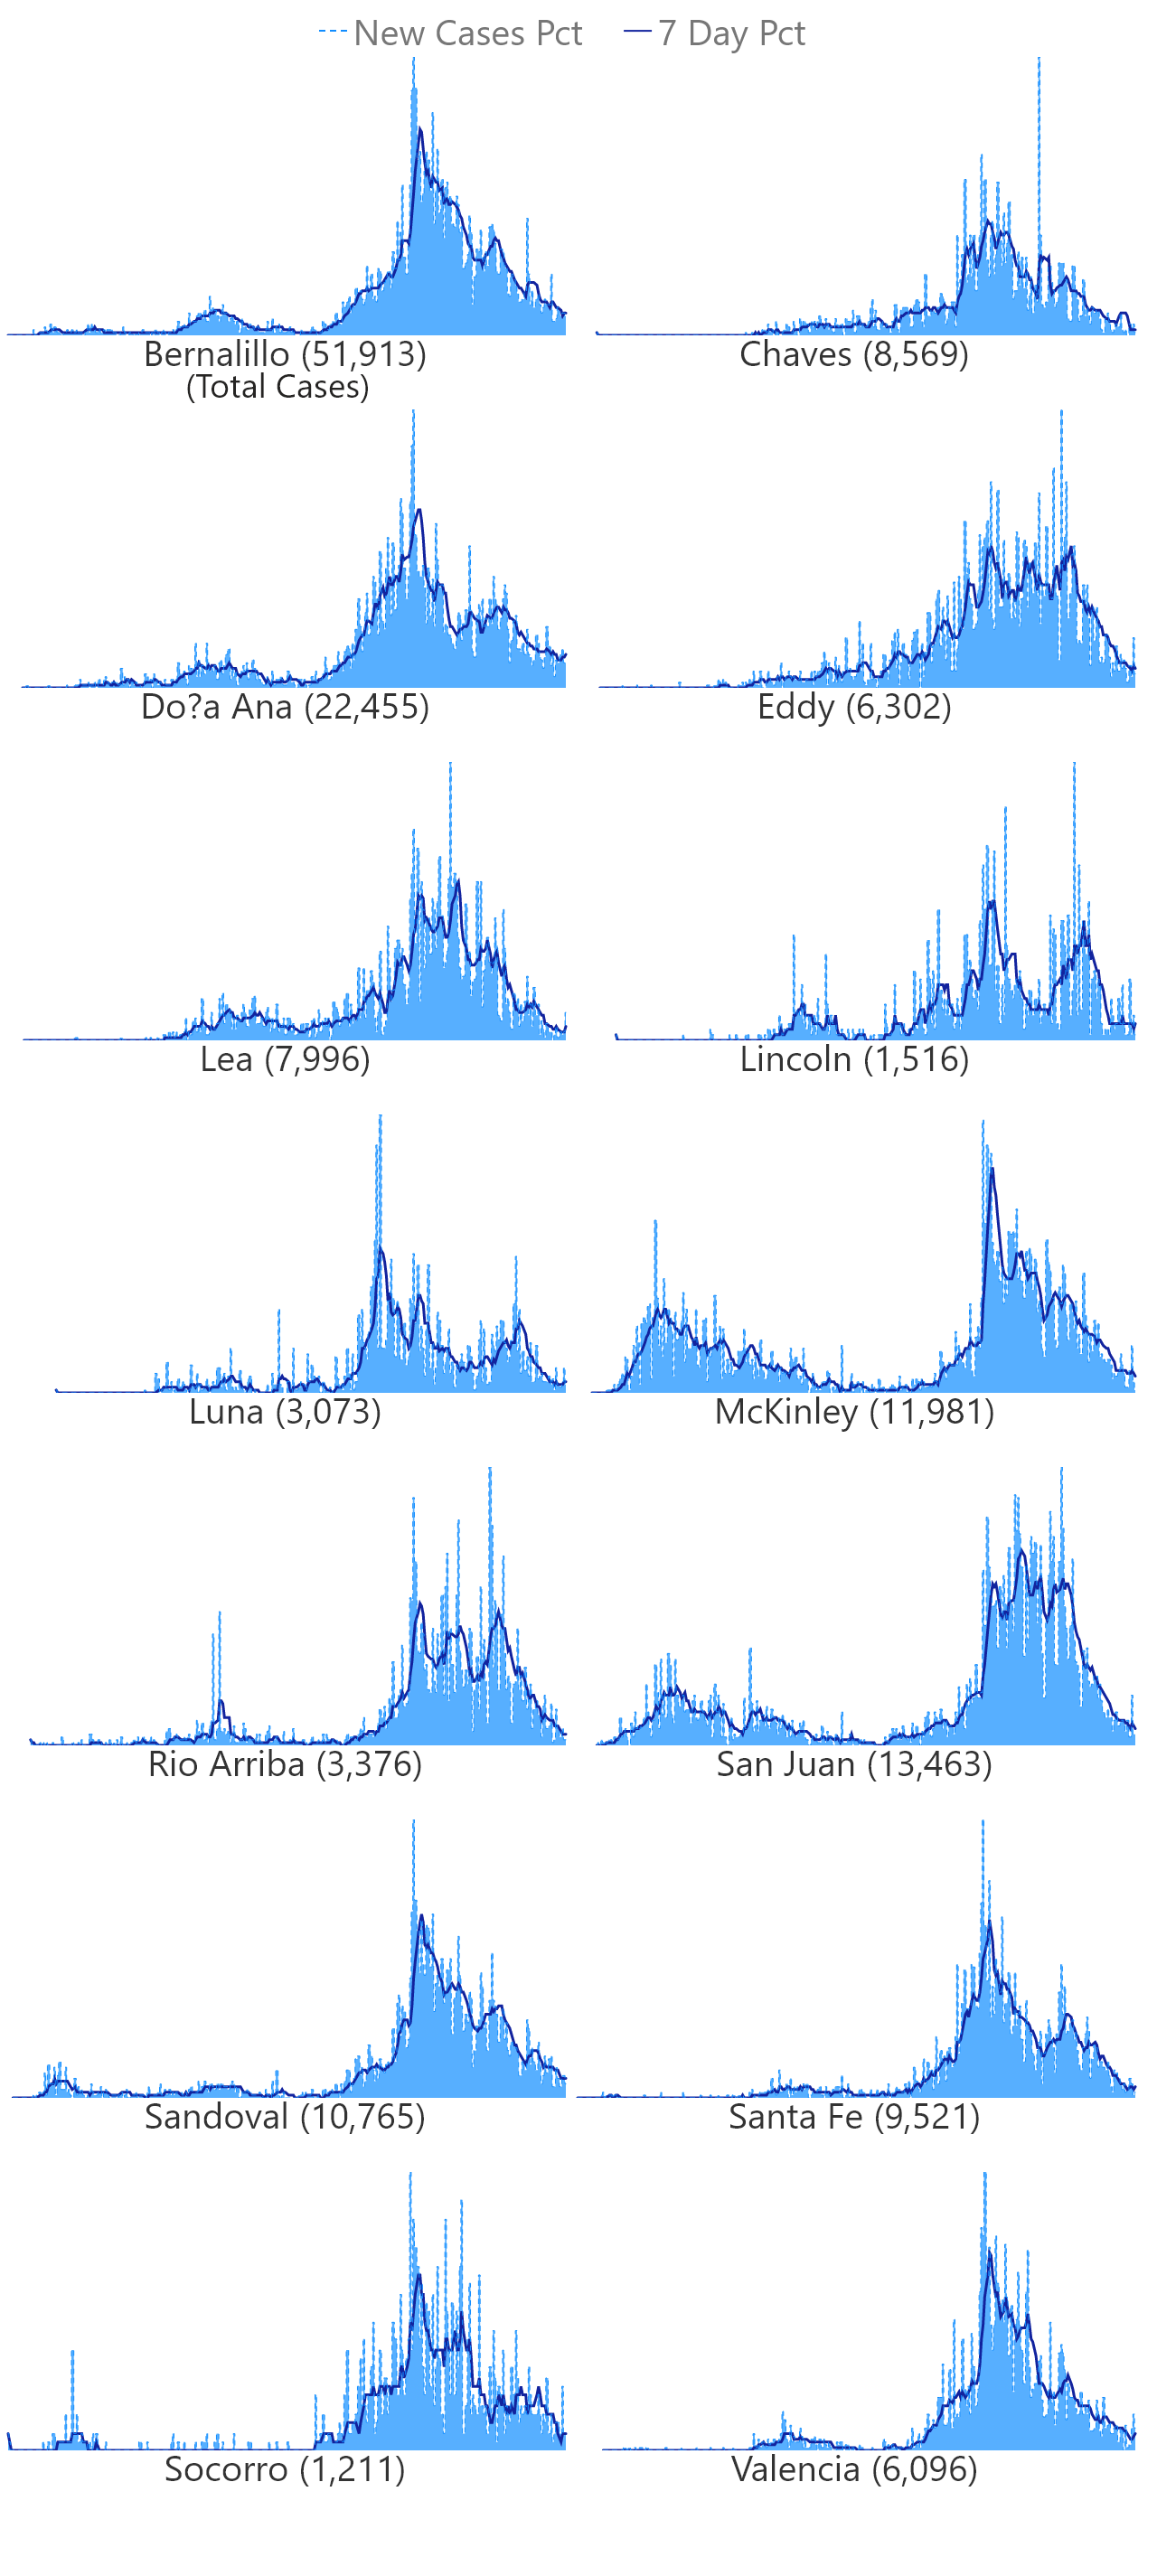 New Cases Pct 7 Day Pct
Bernalillo (51,913) Chaves (8,569)
(Total Cases)
Do?a Ana (22,455) Eddy (6,302)
Lea (7,996) Lincoln (1,516)
Luna (3,073) McKinley (11,981)
Rio Arriba (3,376) San Juan (13,463)
Sandoval (10,765) Santa Fe (9,521)
Socorro (1,211) Valencia (6,096)